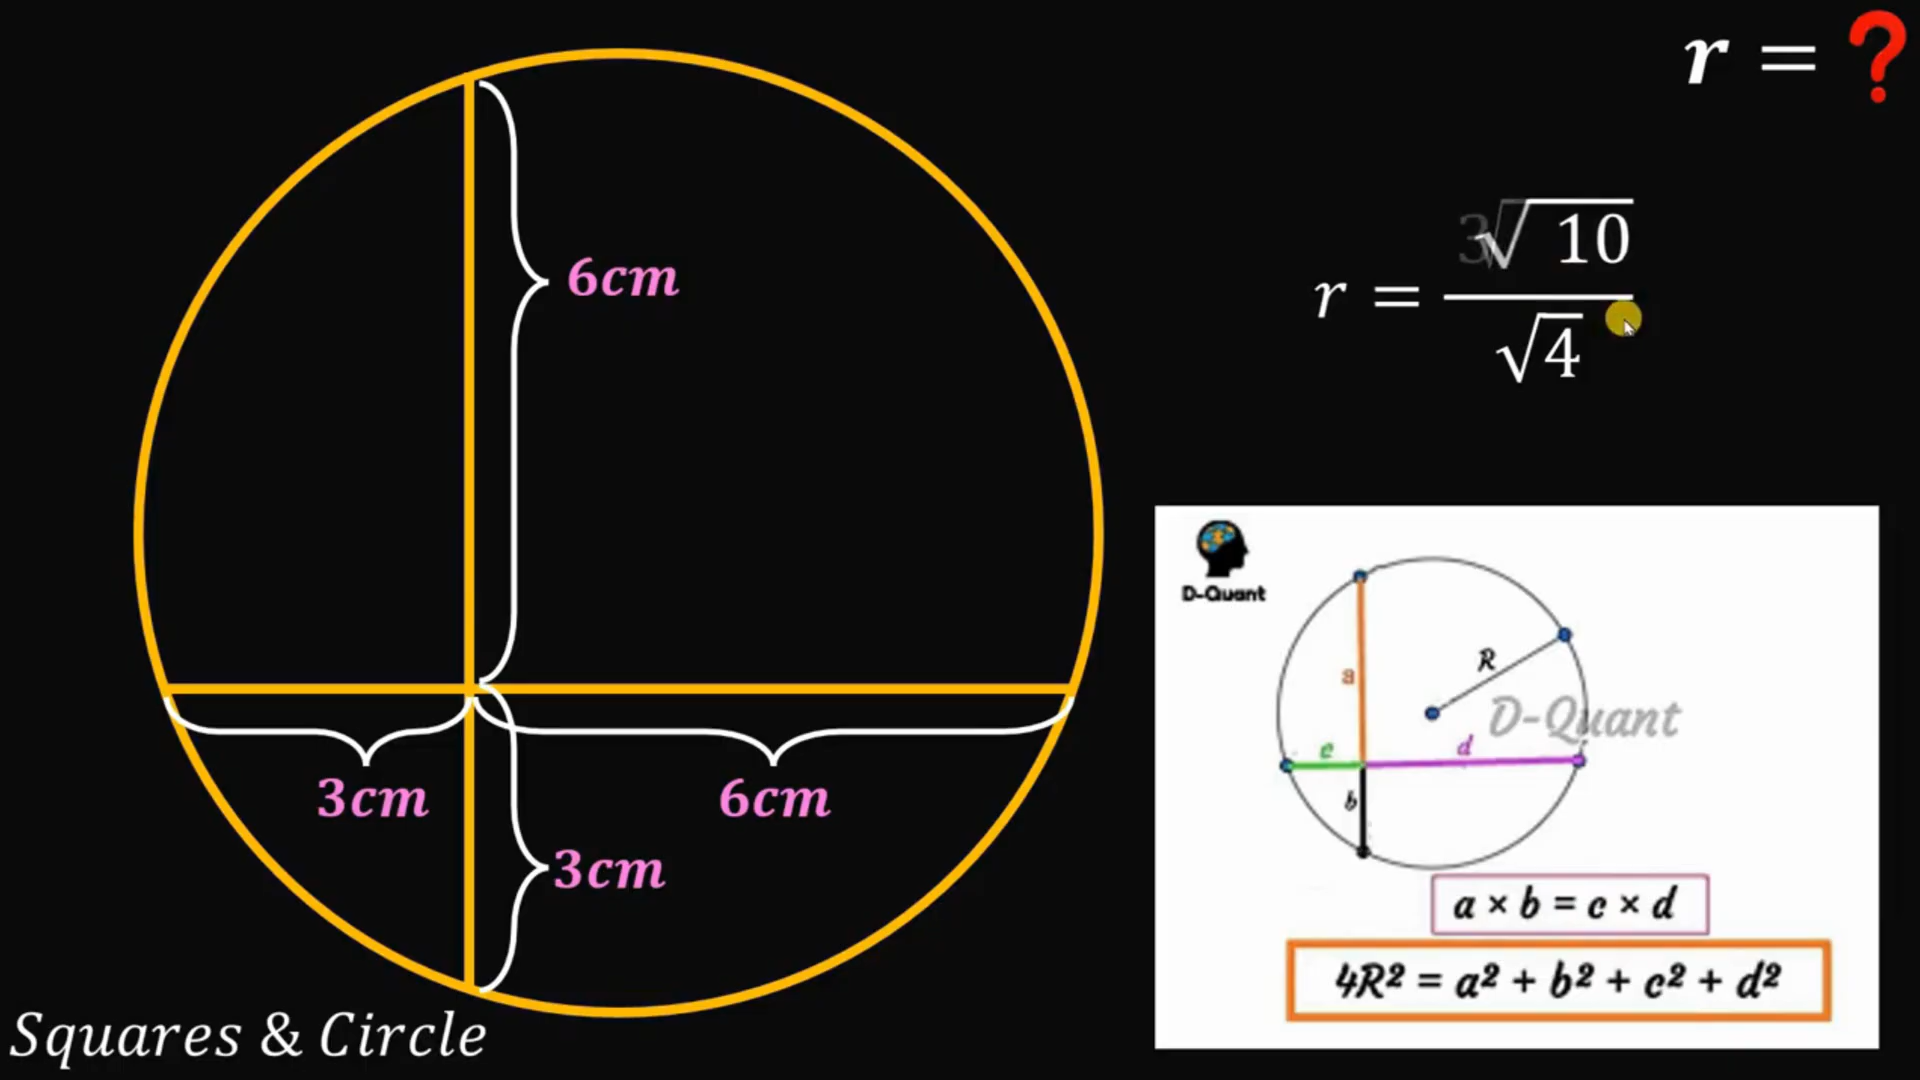 r = ?
6cm
3√10
r =
√4
3cm
6cm
3cm
Squares & Circle
D-Quant
R
a
D-Quant
e
d
b
a × b = c × d
4R² = a² + b² + c² + d²